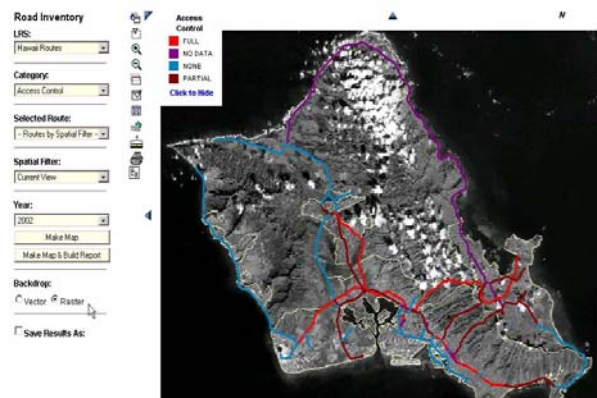 Road Inventory
LRS:
Hawaii Routes
Category:
Access Control
Selected Route:
-- Routes by Spatial Filter --
Spatial Filter:
Current View
Year:
2002
Make Map
Make Map & Build Report
Backdrop:
Vector Raster
Save Results As:
Access
Control
FULL
NO DATA
NONE
PARTIAL
Click to Hide
N